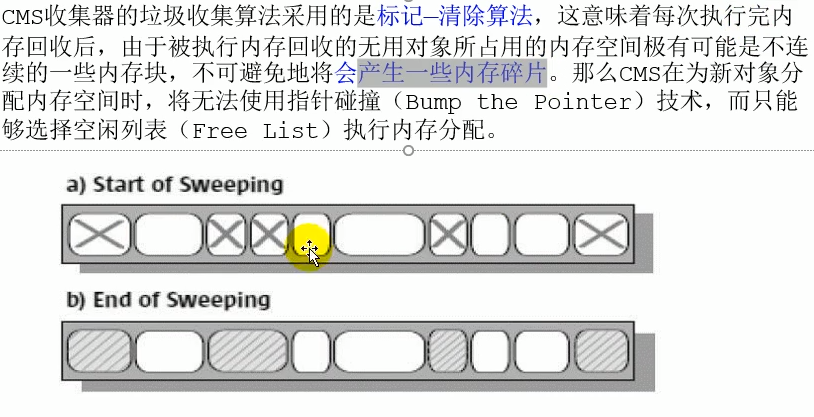 CMS收集器的垃圾收集算法采用的是标记—清除算法，这意味着每次执行完内
存回收后，由于被执行内存回收的无用对象所占用的内存空间极有可能是不连
续的一些内存块，不可避免地将会产生一些内存碎片。那么CMS在为新对象分
配内存空间时，将无法使用指针碰撞（Bump the Pointer）技术，而只能
够选择空闲列表（Free List）执行内存分配。
a) Start of Sweeping
b) End of Sweeping